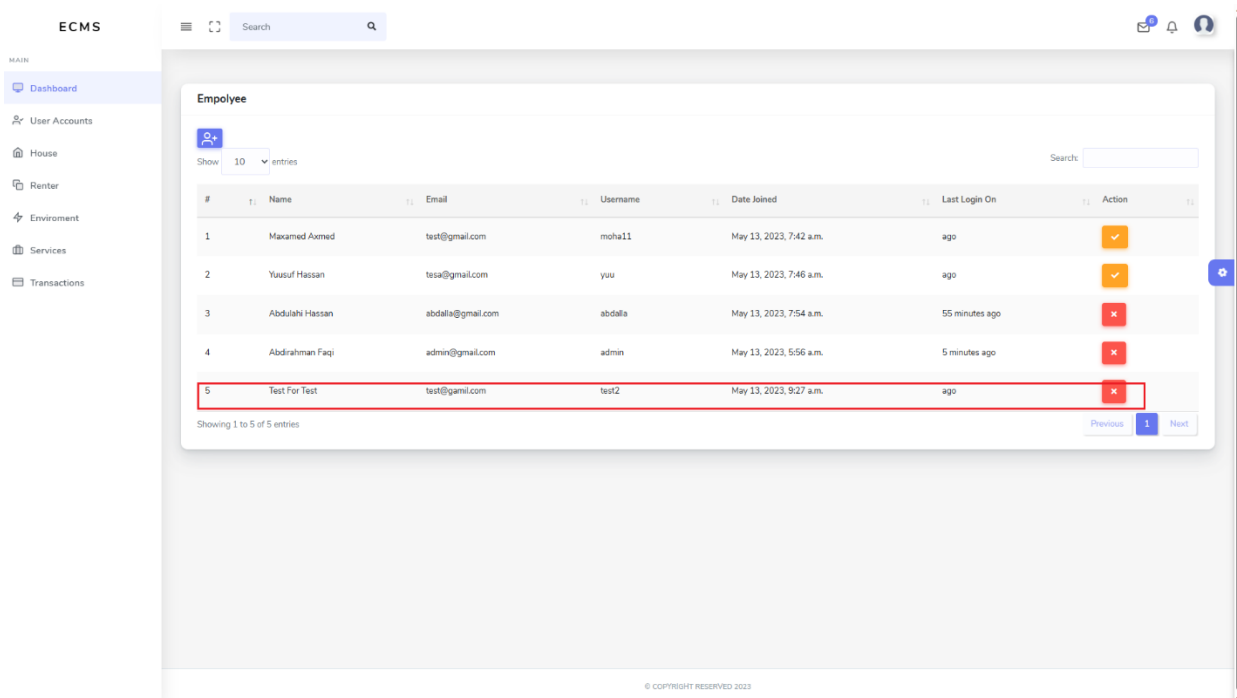 ECMS
Search
6
MAIN
Dashboard
User Accounts
House
Renter
Enviroment
Services
Transactions
Empolyee
Show 10 entries
Search:
# Name Email Username Date Joined Last Login On Action
1 Maxamed Axmed test@gmail.com moha11 May 13, 2023, 7:42 a.m. ago
2 Yuusuf Hassan tesa@gmail.com yuu May 13, 2023, 7:46 a.m. ago
3 Abdulahi Hassan abdalla@gmail.com abdalla May 13, 2023, 7:54 a.m. 55 minutes ago
4 Abdirahman Faqi admin@gmail.com admin May 13, 2023, 5:56 a.m. 5 minutes ago
5 Test For Test test@gamil.com test2 May 13, 2023, 9:27 a.m. ago
Showing 1 to 5 of 5 entries
Previous 1 Next
© COPYRIGHT RESERVED 2023